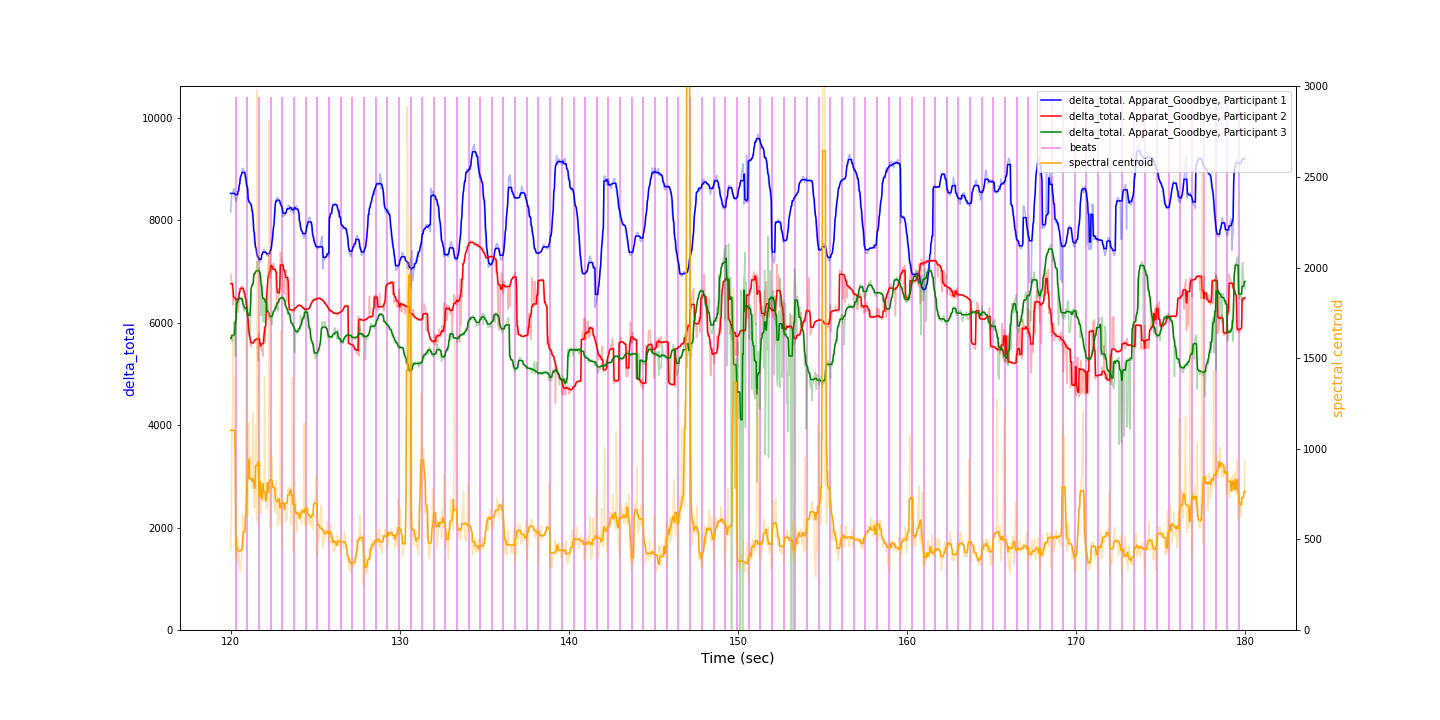 delta_total. Apparat_Goodbye, Participant 1
delta_total. Apparat_Goodbye, Participant 2
delta_total. Apparat_Goodbye, Participant 3
beats
spectral centroid
delta_total
10000
8000
6000
4000
2000
0
3000
2500
2000
1500
1000
500
0
spectral centroid
120
130
140
150
160
170
180
Time (sec)